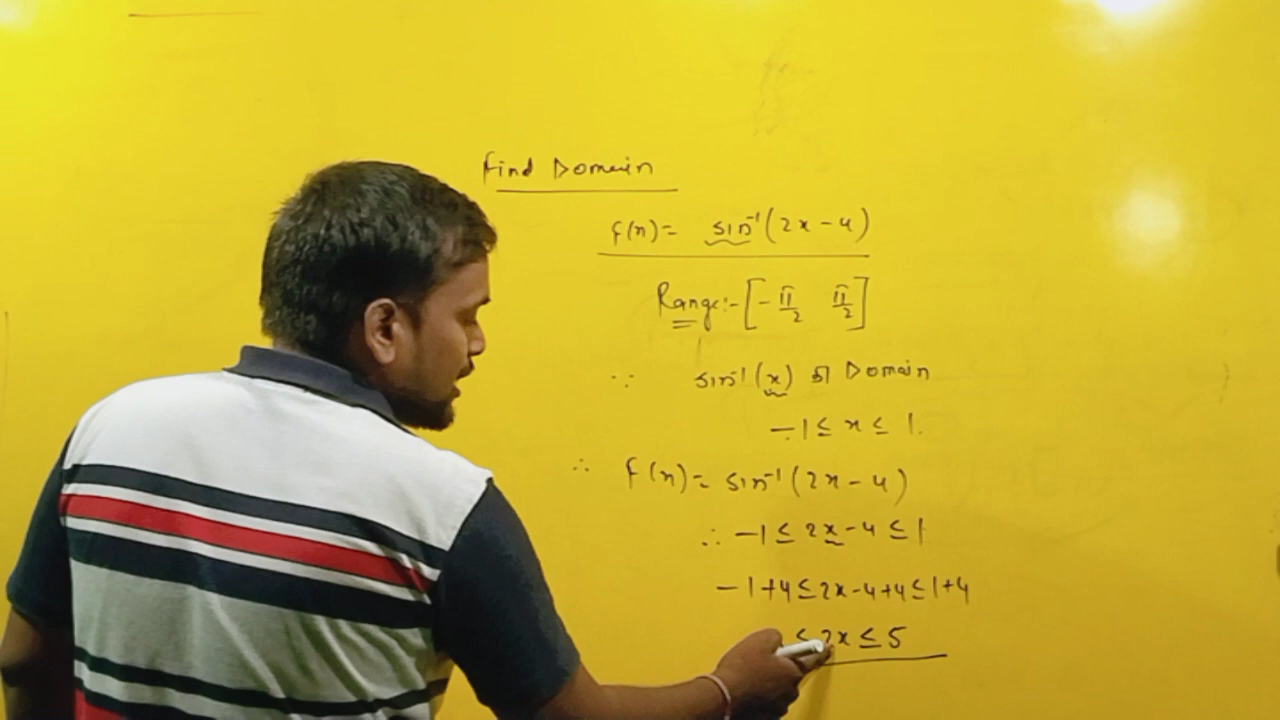 Find Domain
f(x)= sin⁻¹(2x-4)
Range:- [-π/2 π/2]
∵ sin⁻¹(x) का Domain
-1 ≤ x ≤ 1.
∴ f(x)= sin⁻¹(2x-4)
∴ -1 ≤ 2x-4 ≤ 1
-1+4 ≤ 2x-4+4 ≤ 1+4
≤ 2x ≤ 5